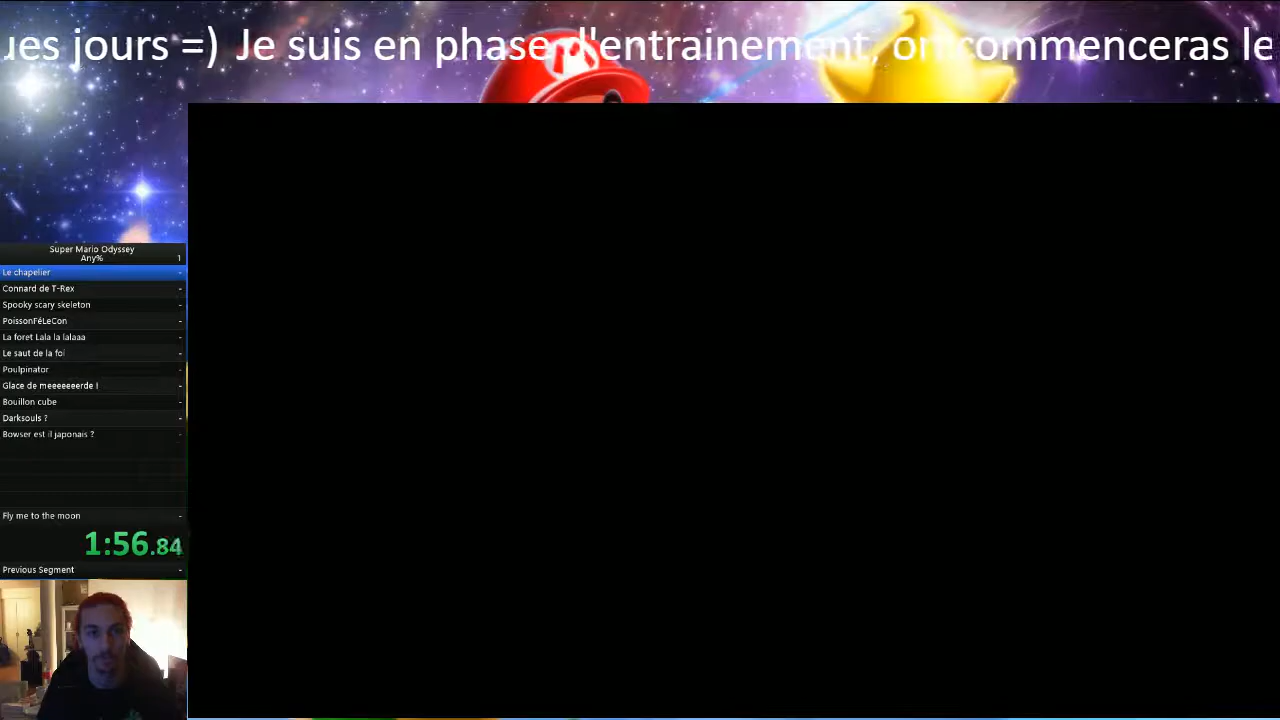 ues jours =) Je suis en phase d'entrainement, on commenceras le
Super Mario Odyssey
Any% 1
Le chapelier -
Connard de T-Rex -
Spooky scary skeleton -
PoissonFéLeCon -
La foret Lala la lalaaa -
Le saut de la foi -
Poulpinator -
Glace de meeeeeeerde ! -
Bouillon cube -
Darksouls ? -
Bowser est il japonais ? -
Fly me to the moon -
1:56.84
Previous Segment -